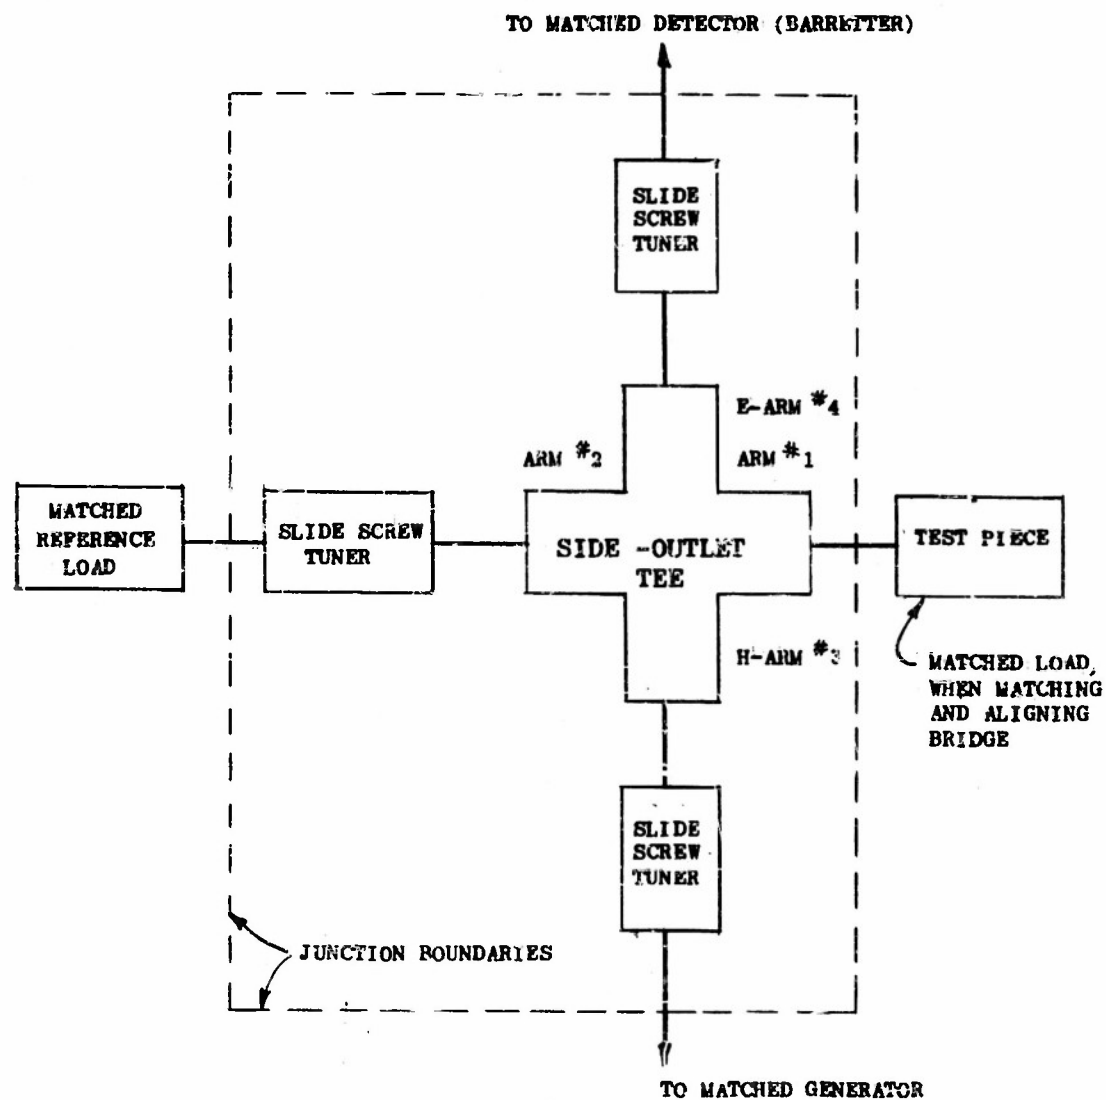 TO MATCHED DETECTOR (BARRETTER)
SLIDE
SCREW
TUNER
E-ARM #4
ARM #2
ARM #1
MATCHED
REFERENCE
LOAD
SLIDE SCREW
TUNER
SIDE -OUTLET
TEE
TEST PIECE
H-ARM #3
MATCHED LOAD,
WHEN MATCHING
AND ALIGNING
BRIDGE
SLIDE
SCREW
TUNER
JUNCTION BOUNDARIES
TO MATCHED GENERATOR